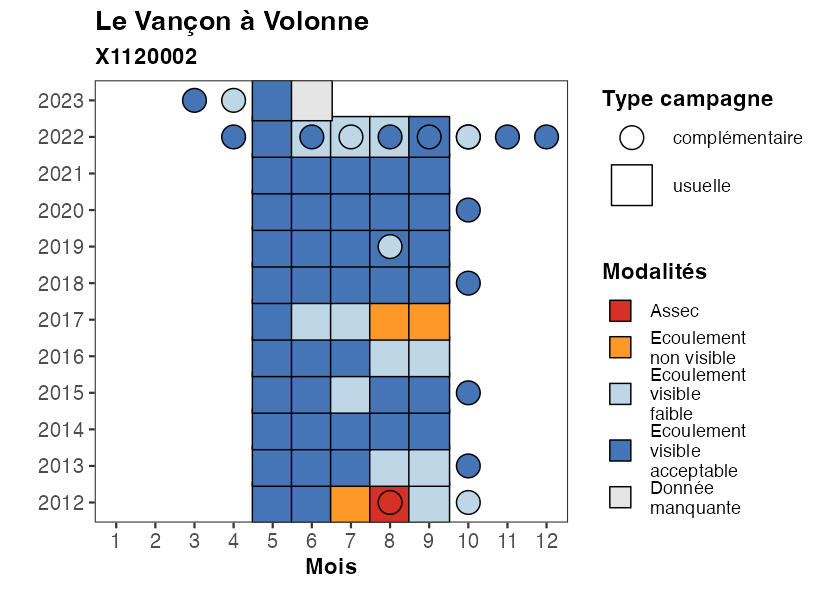 Le Vançon à Volonne
X1120002
2023
2022
2021
2020
2019
2018
2017
2016
2015
2014
2013
2012
1 2 3 4 5 6 7 8 9 10 11 12
Mois
Type campagne
complémentaire
usuelle
Modalités
Assec
Ecoulement
non visible
Ecoulement
visible
faible
Ecoulement
visible
acceptable
Donnée
manquante